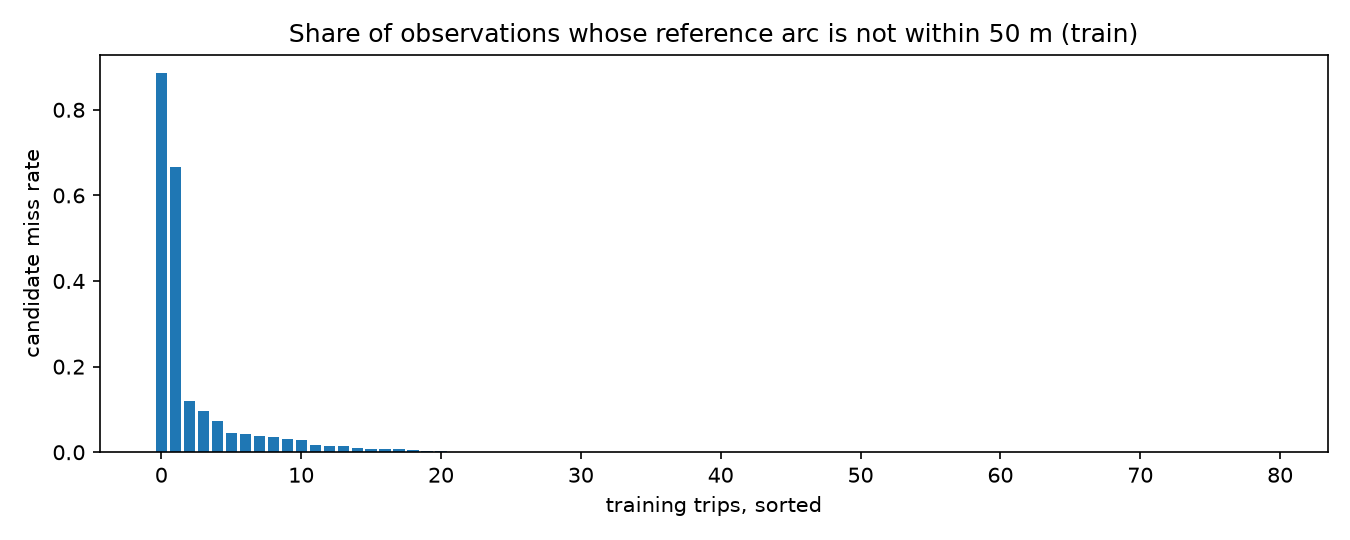 Share of observations whose reference arc is not within 50 m (train)
candidate miss rate
0.8
0.6
0.4
0.2
0.0
0 10 20 30 40 50 60 70 80
training trips, sorted